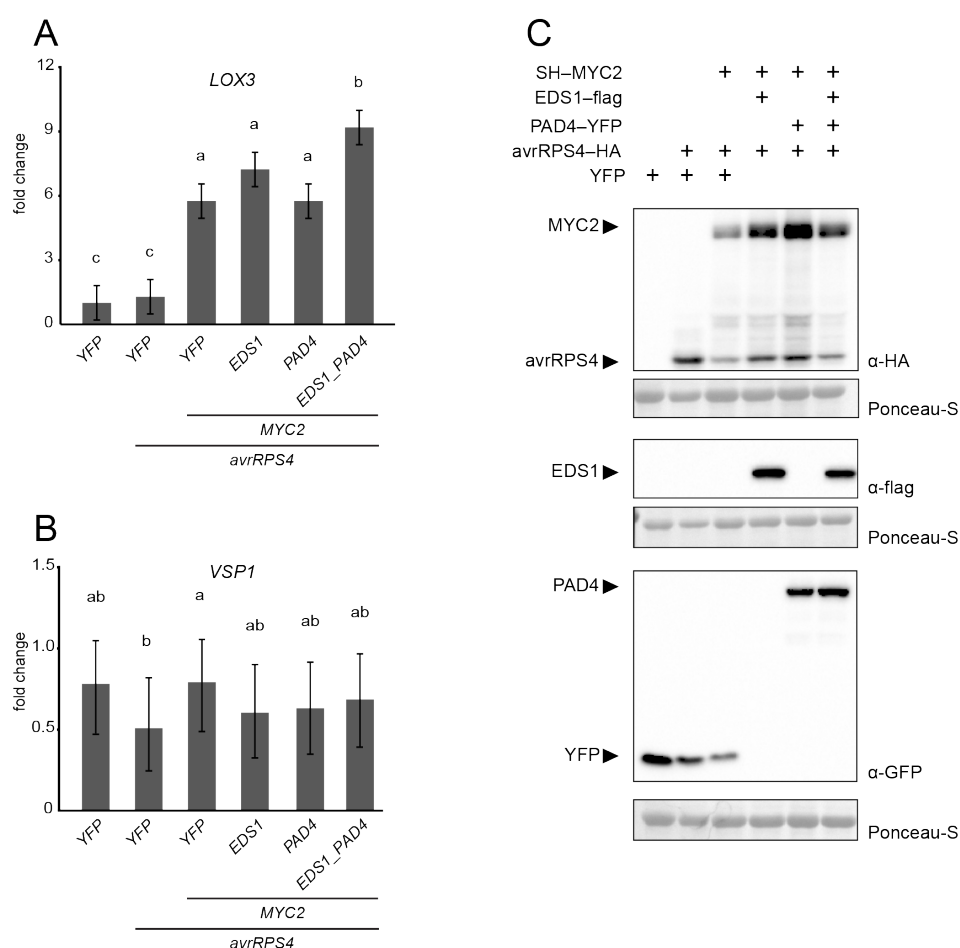 A
LOX3
fold change
12
9
6
3
0
c
c
a
a
a
b
YFP
YFP
YFP
EDS1
PAD4
EDS1_PAD4
MYC2
avrRPS4
B
VSP1
fold change
1.5
1.0
0.5
0
ab
b
a
ab
ab
ab
YFP
YFP
YFP
EDS1
PAD4
EDS1_PAD4
MYC2
avrRPS4
C
SH–MYC2 + + + +
EDS1–flag + +
PAD4–YFP + +
avrRPS4–HA + + + + +
YFP + + +
MYC2▶
avrRPS4▶
α-HA
Ponceau-S
EDS1▶
α-flag
Ponceau-S
PAD4▶
YFP▶
α-GFP
Ponceau-S